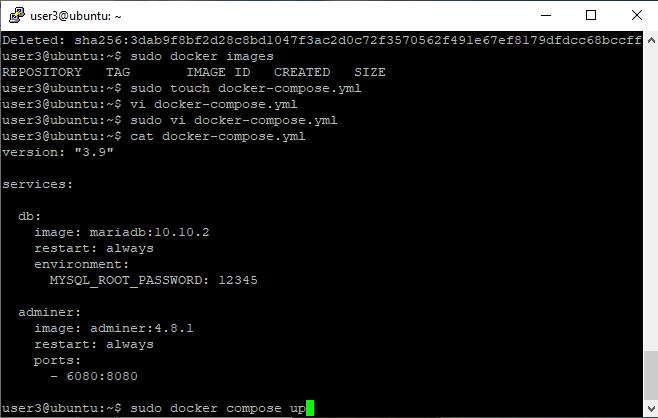 user3@ubuntu: ~
Deleted: sha256:3dab9f8bf2d28c8bd1047f3ac2d0c72f3570562f491e67ef8179dfdcc68bccff
user3@ubuntu:~$ sudo docker images
REPOSITORY   TAG       IMAGE ID   CREATED   SIZE
user3@ubuntu:~$ sudo touch docker-compose.yml
user3@ubuntu:~$ vi docker-compose.yml
user3@ubuntu:~$ sudo vi docker-compose.yml
user3@ubuntu:~$ cat docker-compose.yml
version: "3.9"

services:

  db:
    image: mariadb:10.10.2
    restart: always
    environment:
      MYSQL_ROOT_PASSWORD: 12345

  adminer:
    image: adminer:4.8.1
    restart: always
    ports:
      - 6080:8080

user3@ubuntu:~$ sudo docker compose up